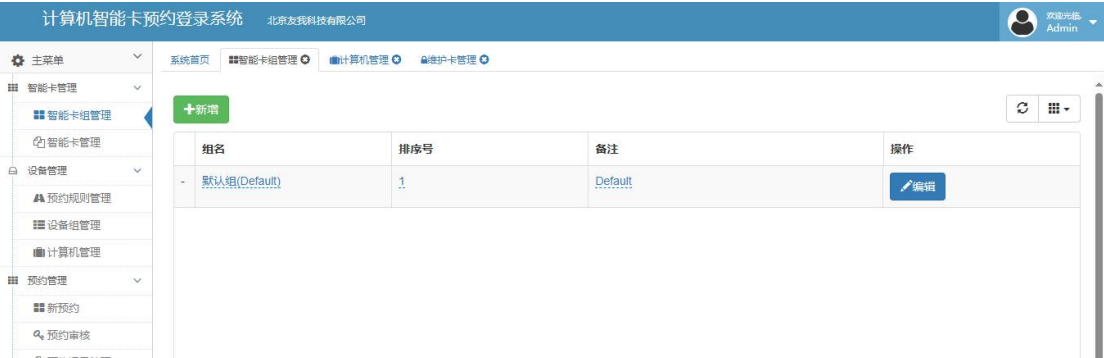 计算机智能卡预约登录系统 北京友我科技有限公司
欢迎光临,
Admin
主菜单
系统首页 智能卡组管理 计算机管理 维护卡管理
智能卡管理
智能卡组管理
智能卡管理
设备管理
预约规则管理
设备组管理
计算机管理
预约管理
新预约
预约审核
新增
组名 排序号 备注 操作
- 默认组(Default) 1 Default 编辑